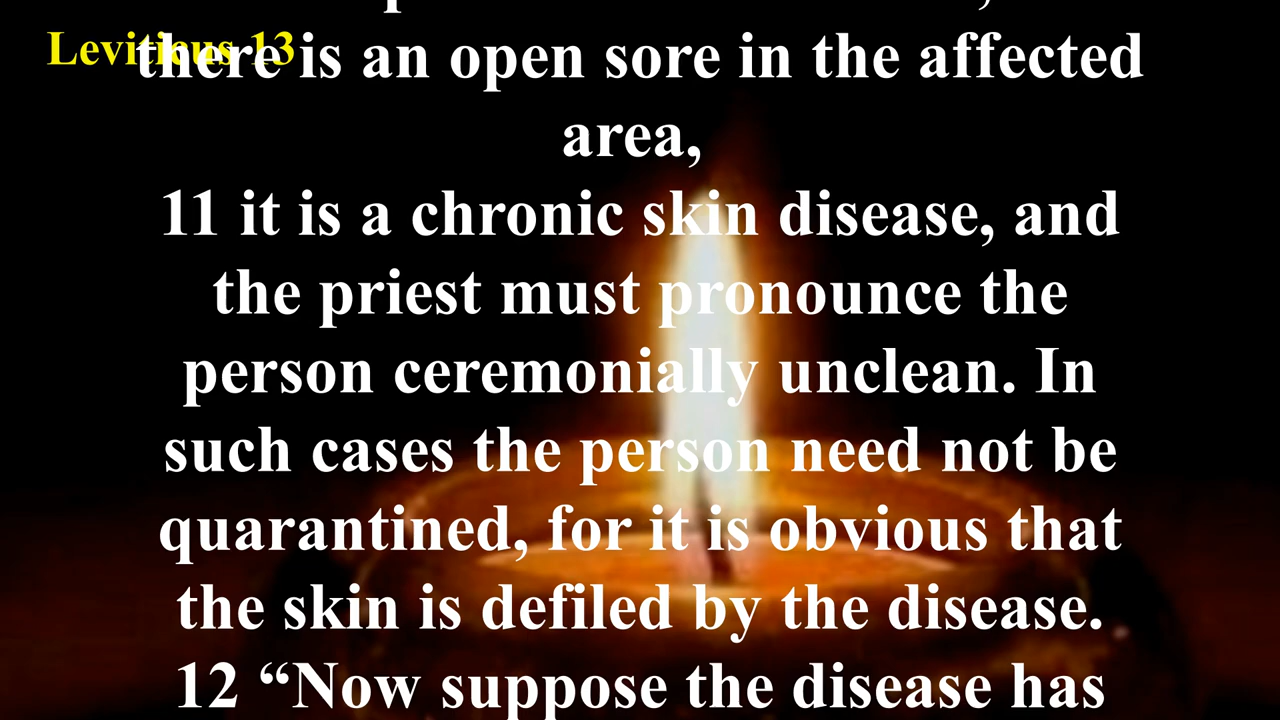 Leviticus 13
there is an open sore in the affected
area,
11 it is a chronic skin disease, and
the priest must pronounce the
person ceremonially unclean. In
such cases the person need not be
quarantined, for it is obvious that
the skin is defiled by the disease.
12 “Now suppose the disease has